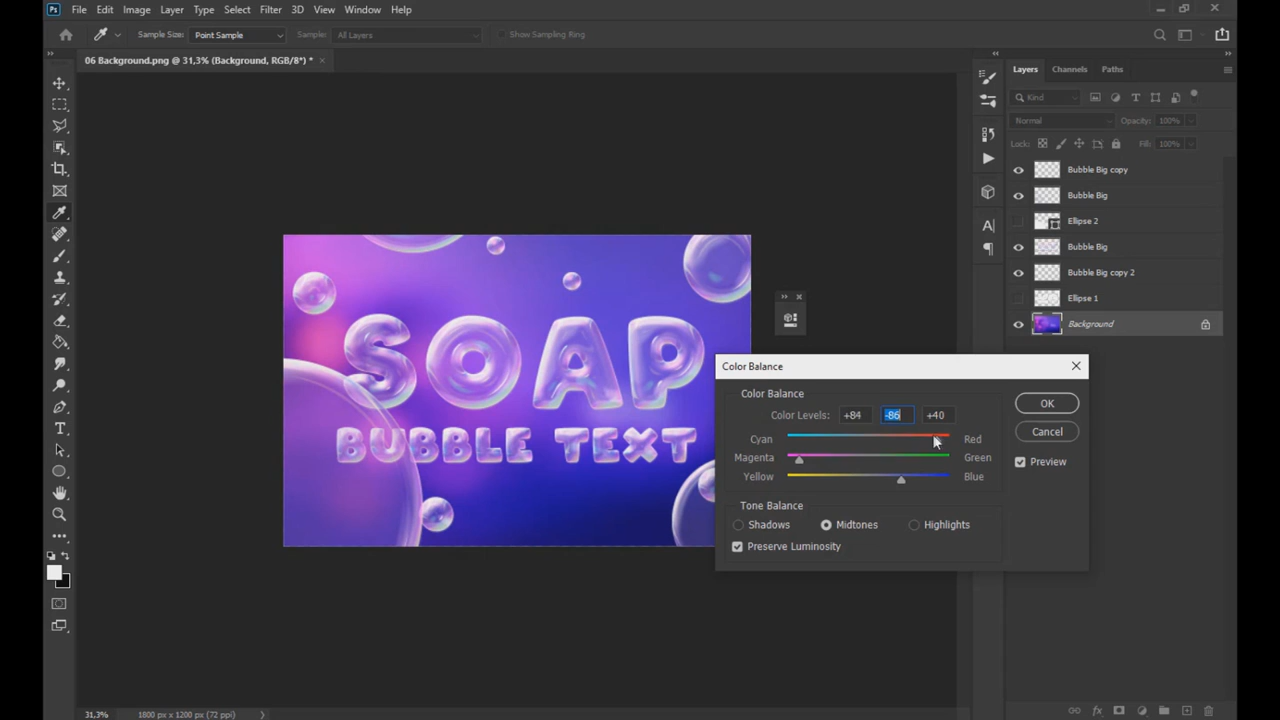 Ps File Edit Image Layer Type Select Filter 3D View Window Help
Sample Size: Point Sample Sample: All Layers Show Sampling Ring
06 Background.png @ 31,3% (Background, RGB/8*) *
Layers Channels Paths
Kind
Normal Opacity: 100%
Lock: Fill: 100%
Bubble Big copy
Bubble Big
Ellipse 2
Bubble Big
Bubble Big copy 2
Ellipse 1
Background
SOAP
BUBBLE TEXT
Color Balance
Color Balance
Color Levels: +84 -86 +40
Cyan Red
Magenta Green
Yellow Blue
Tone Balance
Shadows Midtones Highlights
Preserve Luminosity
OK
Cancel
Preview
31,3% 1800 px x 1200 px (72 ppi)